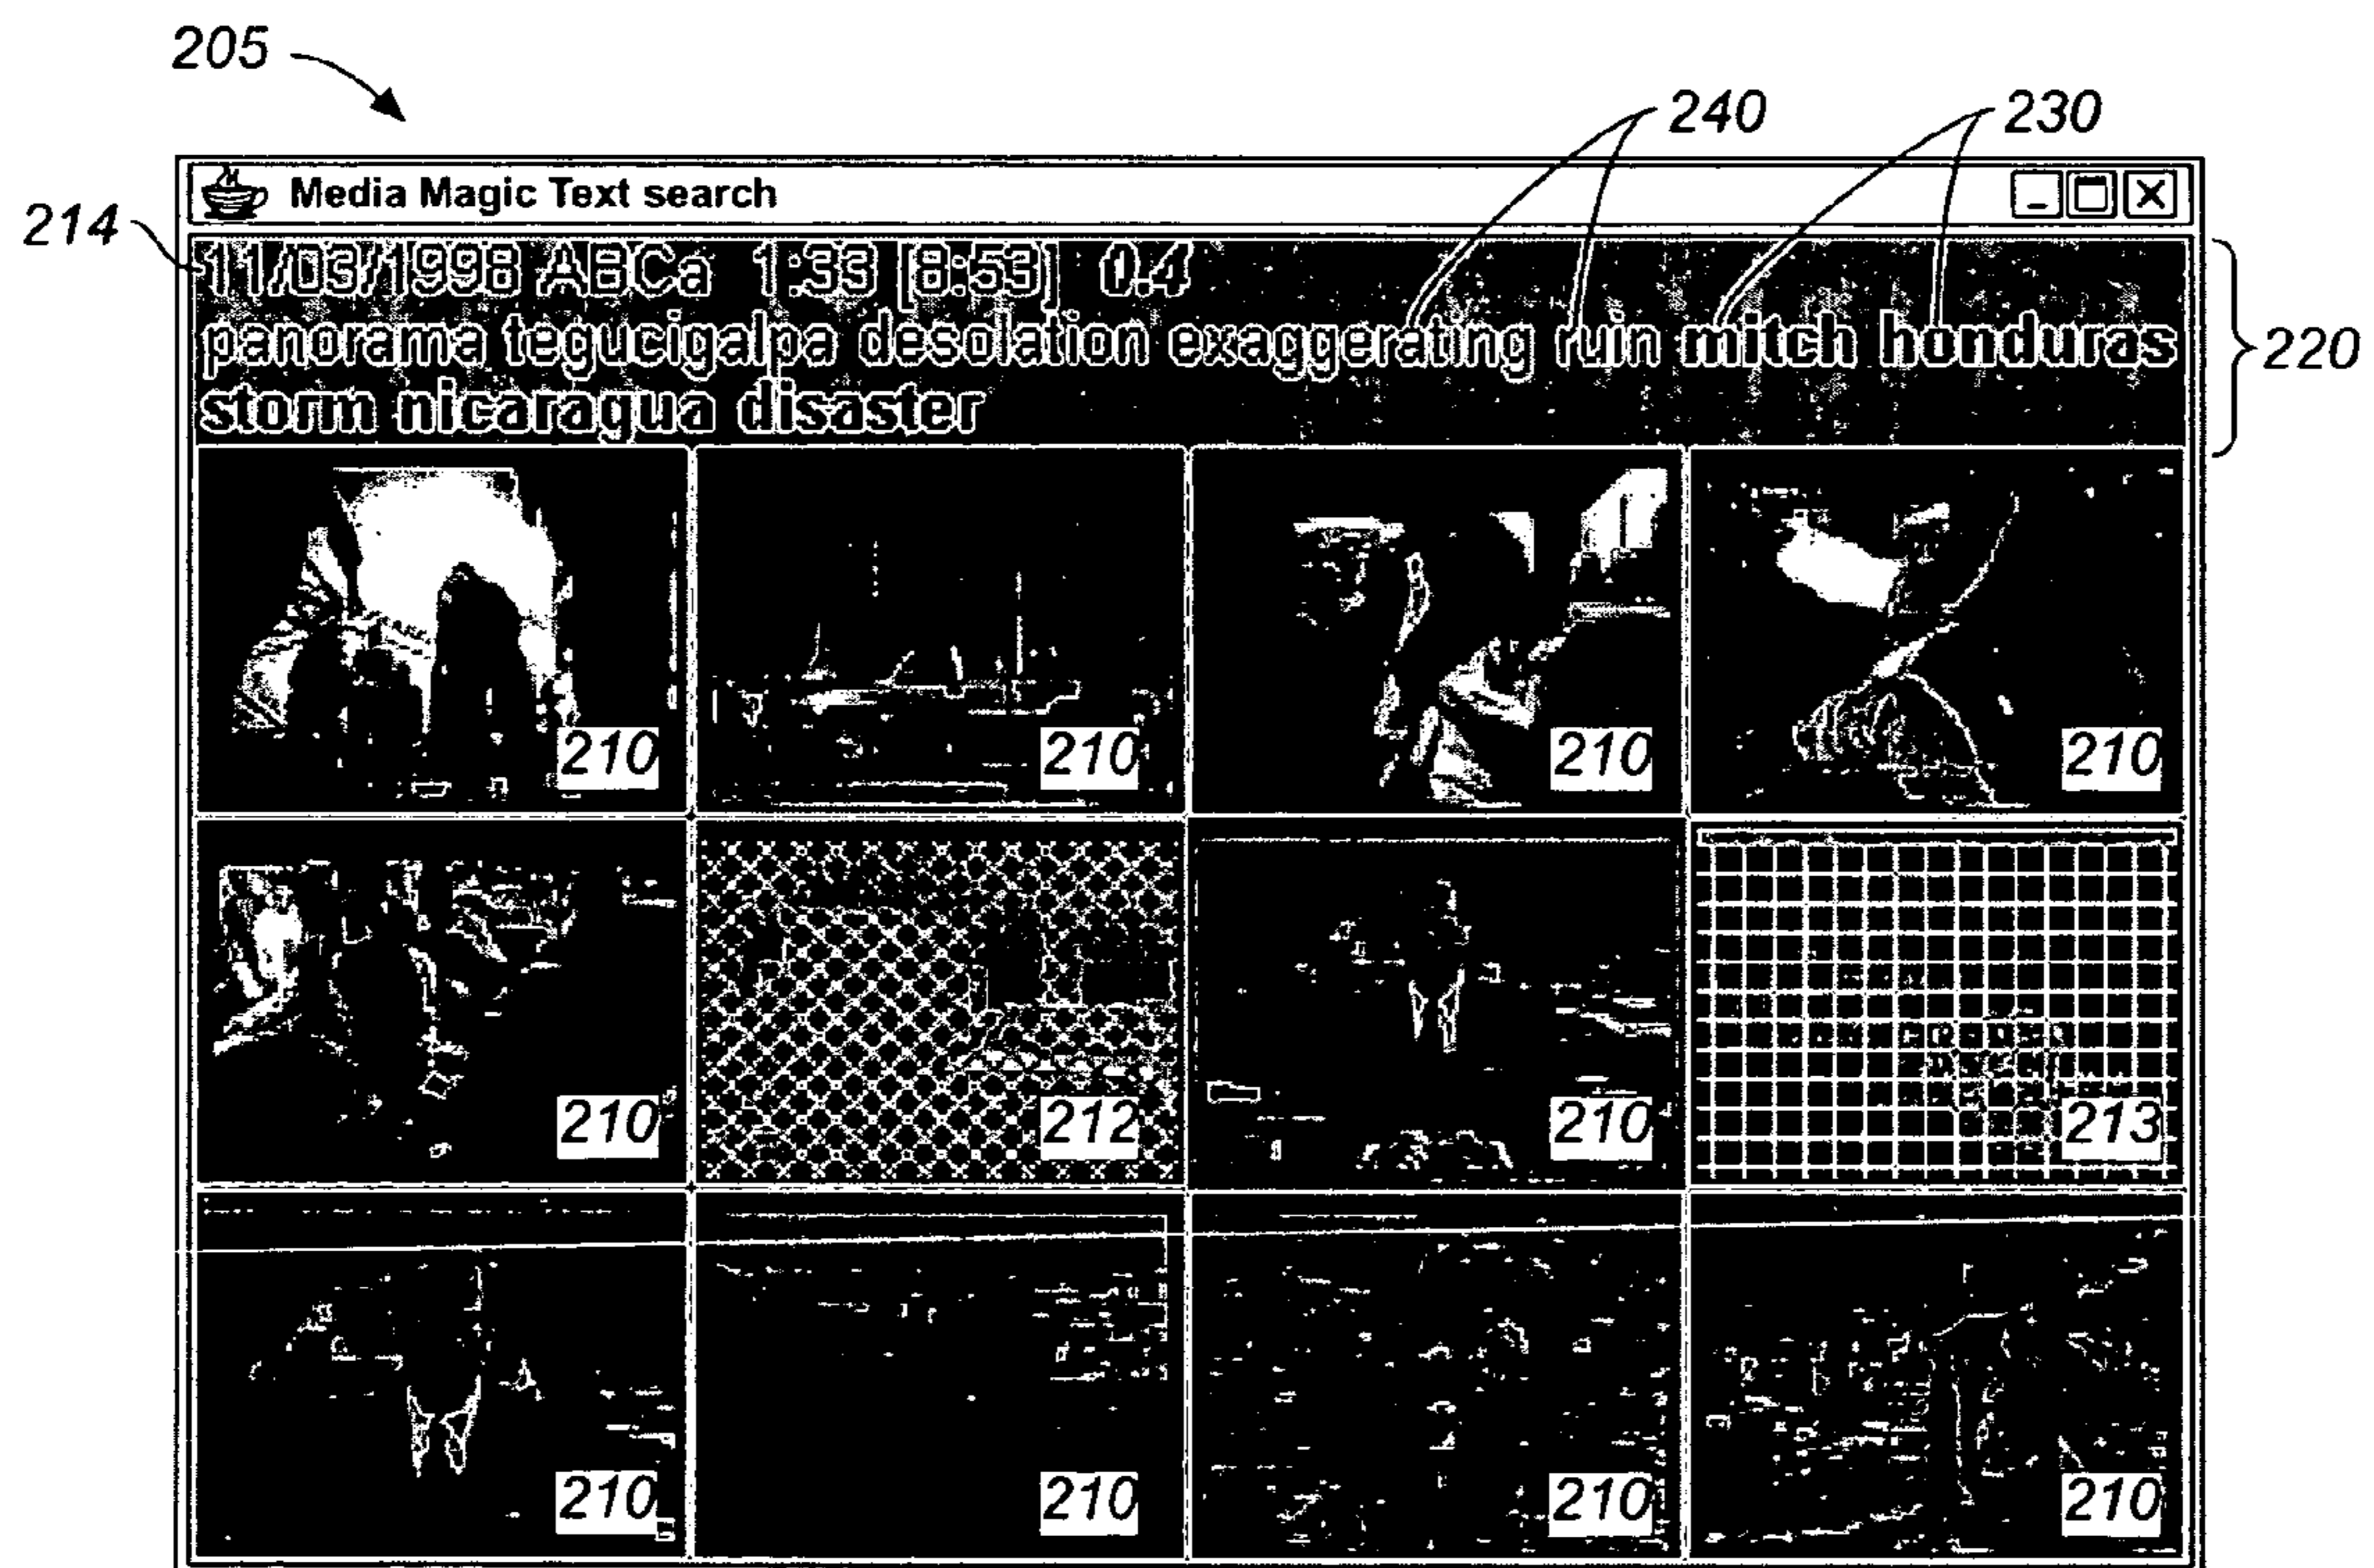 205
240 230
Media Magic Text search
214
11/03/1998 ABCa 1:33 [8:53] 0.4
panorama tegucigalpa desolation exaggerating ruin mitch honduras
220
storm nicaragua disaster
210 210 210 210
210 212 210 213
210 210 210 210